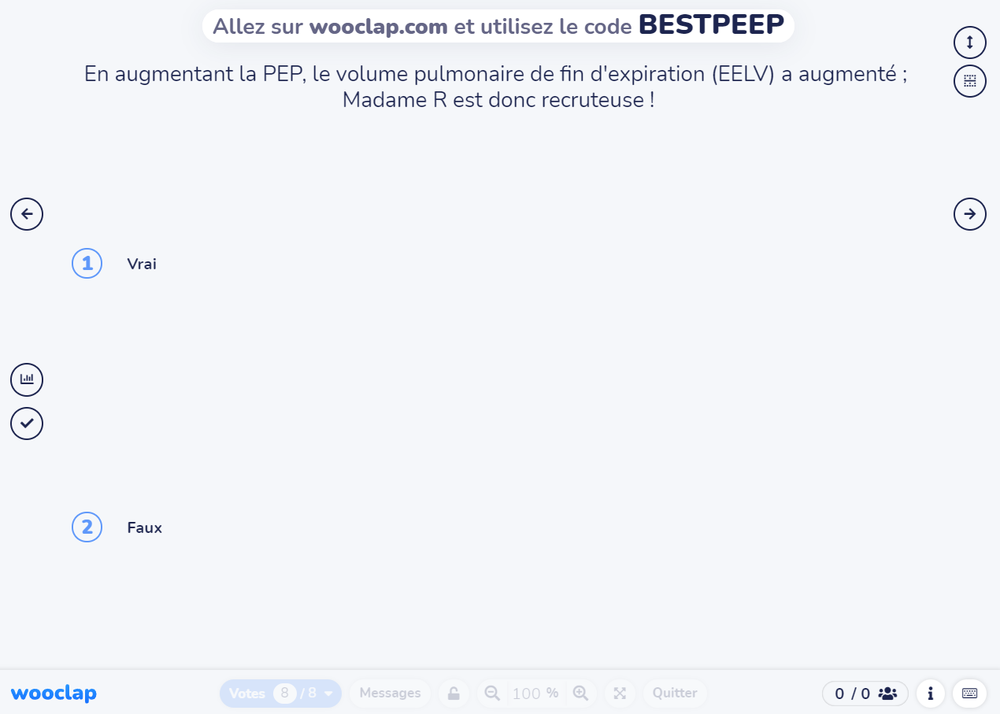 Allez sur wooclap.com et utilisez le code BESTPEEP
En augmentant la PEP, le volume pulmonaire de fin d'expiration (EELV) a augmenté ;
Madame R est donc recruteuse !
1 Vrai
2 Faux
wooclap Votes 8 / 8 Messages 100 % Quitter 0 / 0